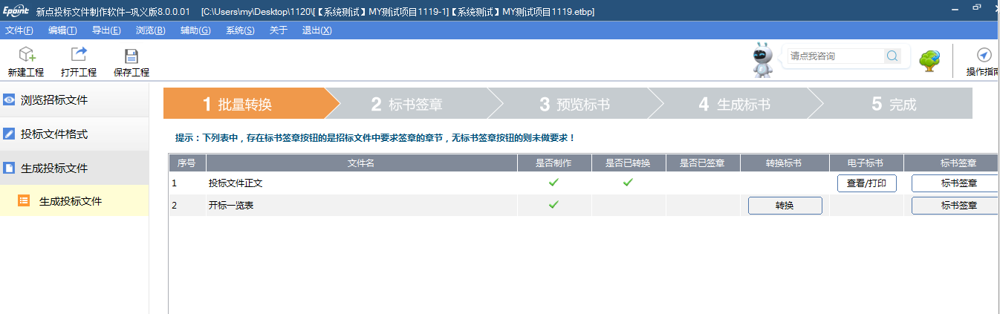 Epoint 新点投标文件制作软件--巩义版8.0.0.01 [C:\Users\my\Desktop\1120\[【系统测试】MY测试项目1119-1]【系统测试】MY测试项目1119.etbp]
文件(F) 编辑(T) 导出(E) 浏览(B) 辅助(G) 系统(S) 关于 退出(X)
请点我咨询
新建工程 打开工程 保存工程 操作指南
浏览招标文件
投标文件格式
生成投标文件
生成投标文件
1 批量转换 2 标书签章 3 预览标书 4 生成标书 5 完成
提示：下列表中，存在标书签章按钮的是招标文件中要求签章的章节，无标书签章按钮的则未做要求！
序号 文件名 是否制作 是否已转换 是否已签章 转换标书 电子标书 标书签章
1 投标文件正文 查看/打印 标书签章
2 开标一览表 转换 标书签章